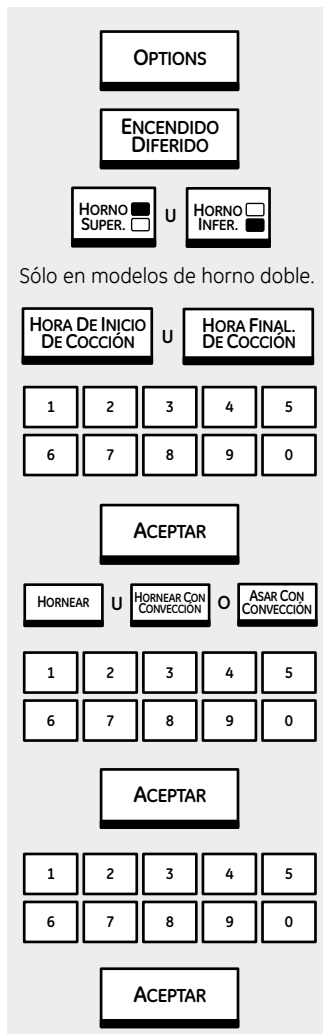 OPTIONS
ENCENDIDO
DIFERIDO
HORNO
SUPER.
U
HORNO
INFER.
Sólo en modelos de horno doble.
HORA DE INICIO
DE COCCIÓN
U
HORA FINAL.
DE COCCIÓN
1 2 3 4 5
6 7 8 9 0
ACEPTAR
HORNEAR
U
HORNEAR CON
CONVECCIÓN
O
ASAR CON
CONVECCIÓN
1 2 3 4 5
6 7 8 9 0
ACEPTAR
1 2 3 4 5
6 7 8 9 0
ACEPTAR